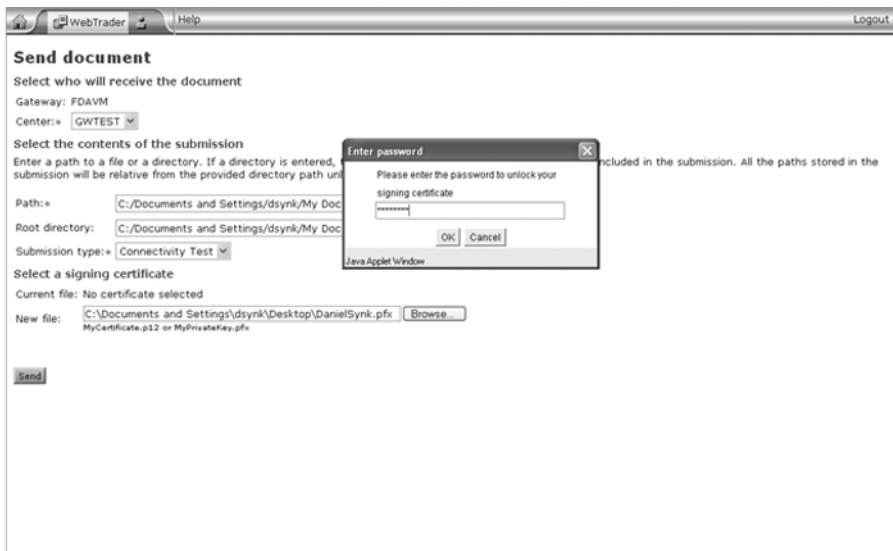 WebTrader Help Logout
Send document
Select who will receive the document
Gateway: FDAVM
Center:* GWTEST
Select the contents of the submission
Enter a path to a file or a directory. If a directory is entered, ncluded in the submission. All the paths stored in the
submission will be relative from the provided directory path unl
Path:* C:/Documents and Settings/dsynk/My Doc
Root directory: C:/Documents and Settings/dsynk/My Doc
Submission type:* Connectivity Test
Select a signing certificate
Current file: No certificate selected
New file: C:\Documents and Settings\dsynk\Desktop\DanielSynk.pfx Browse...
MyCertificate.p12 or MyPrivateKey.pfx
Send
Enter password
Please enter the password to unlock your
signing certificate
********
OK Cancel
Java Applet Window